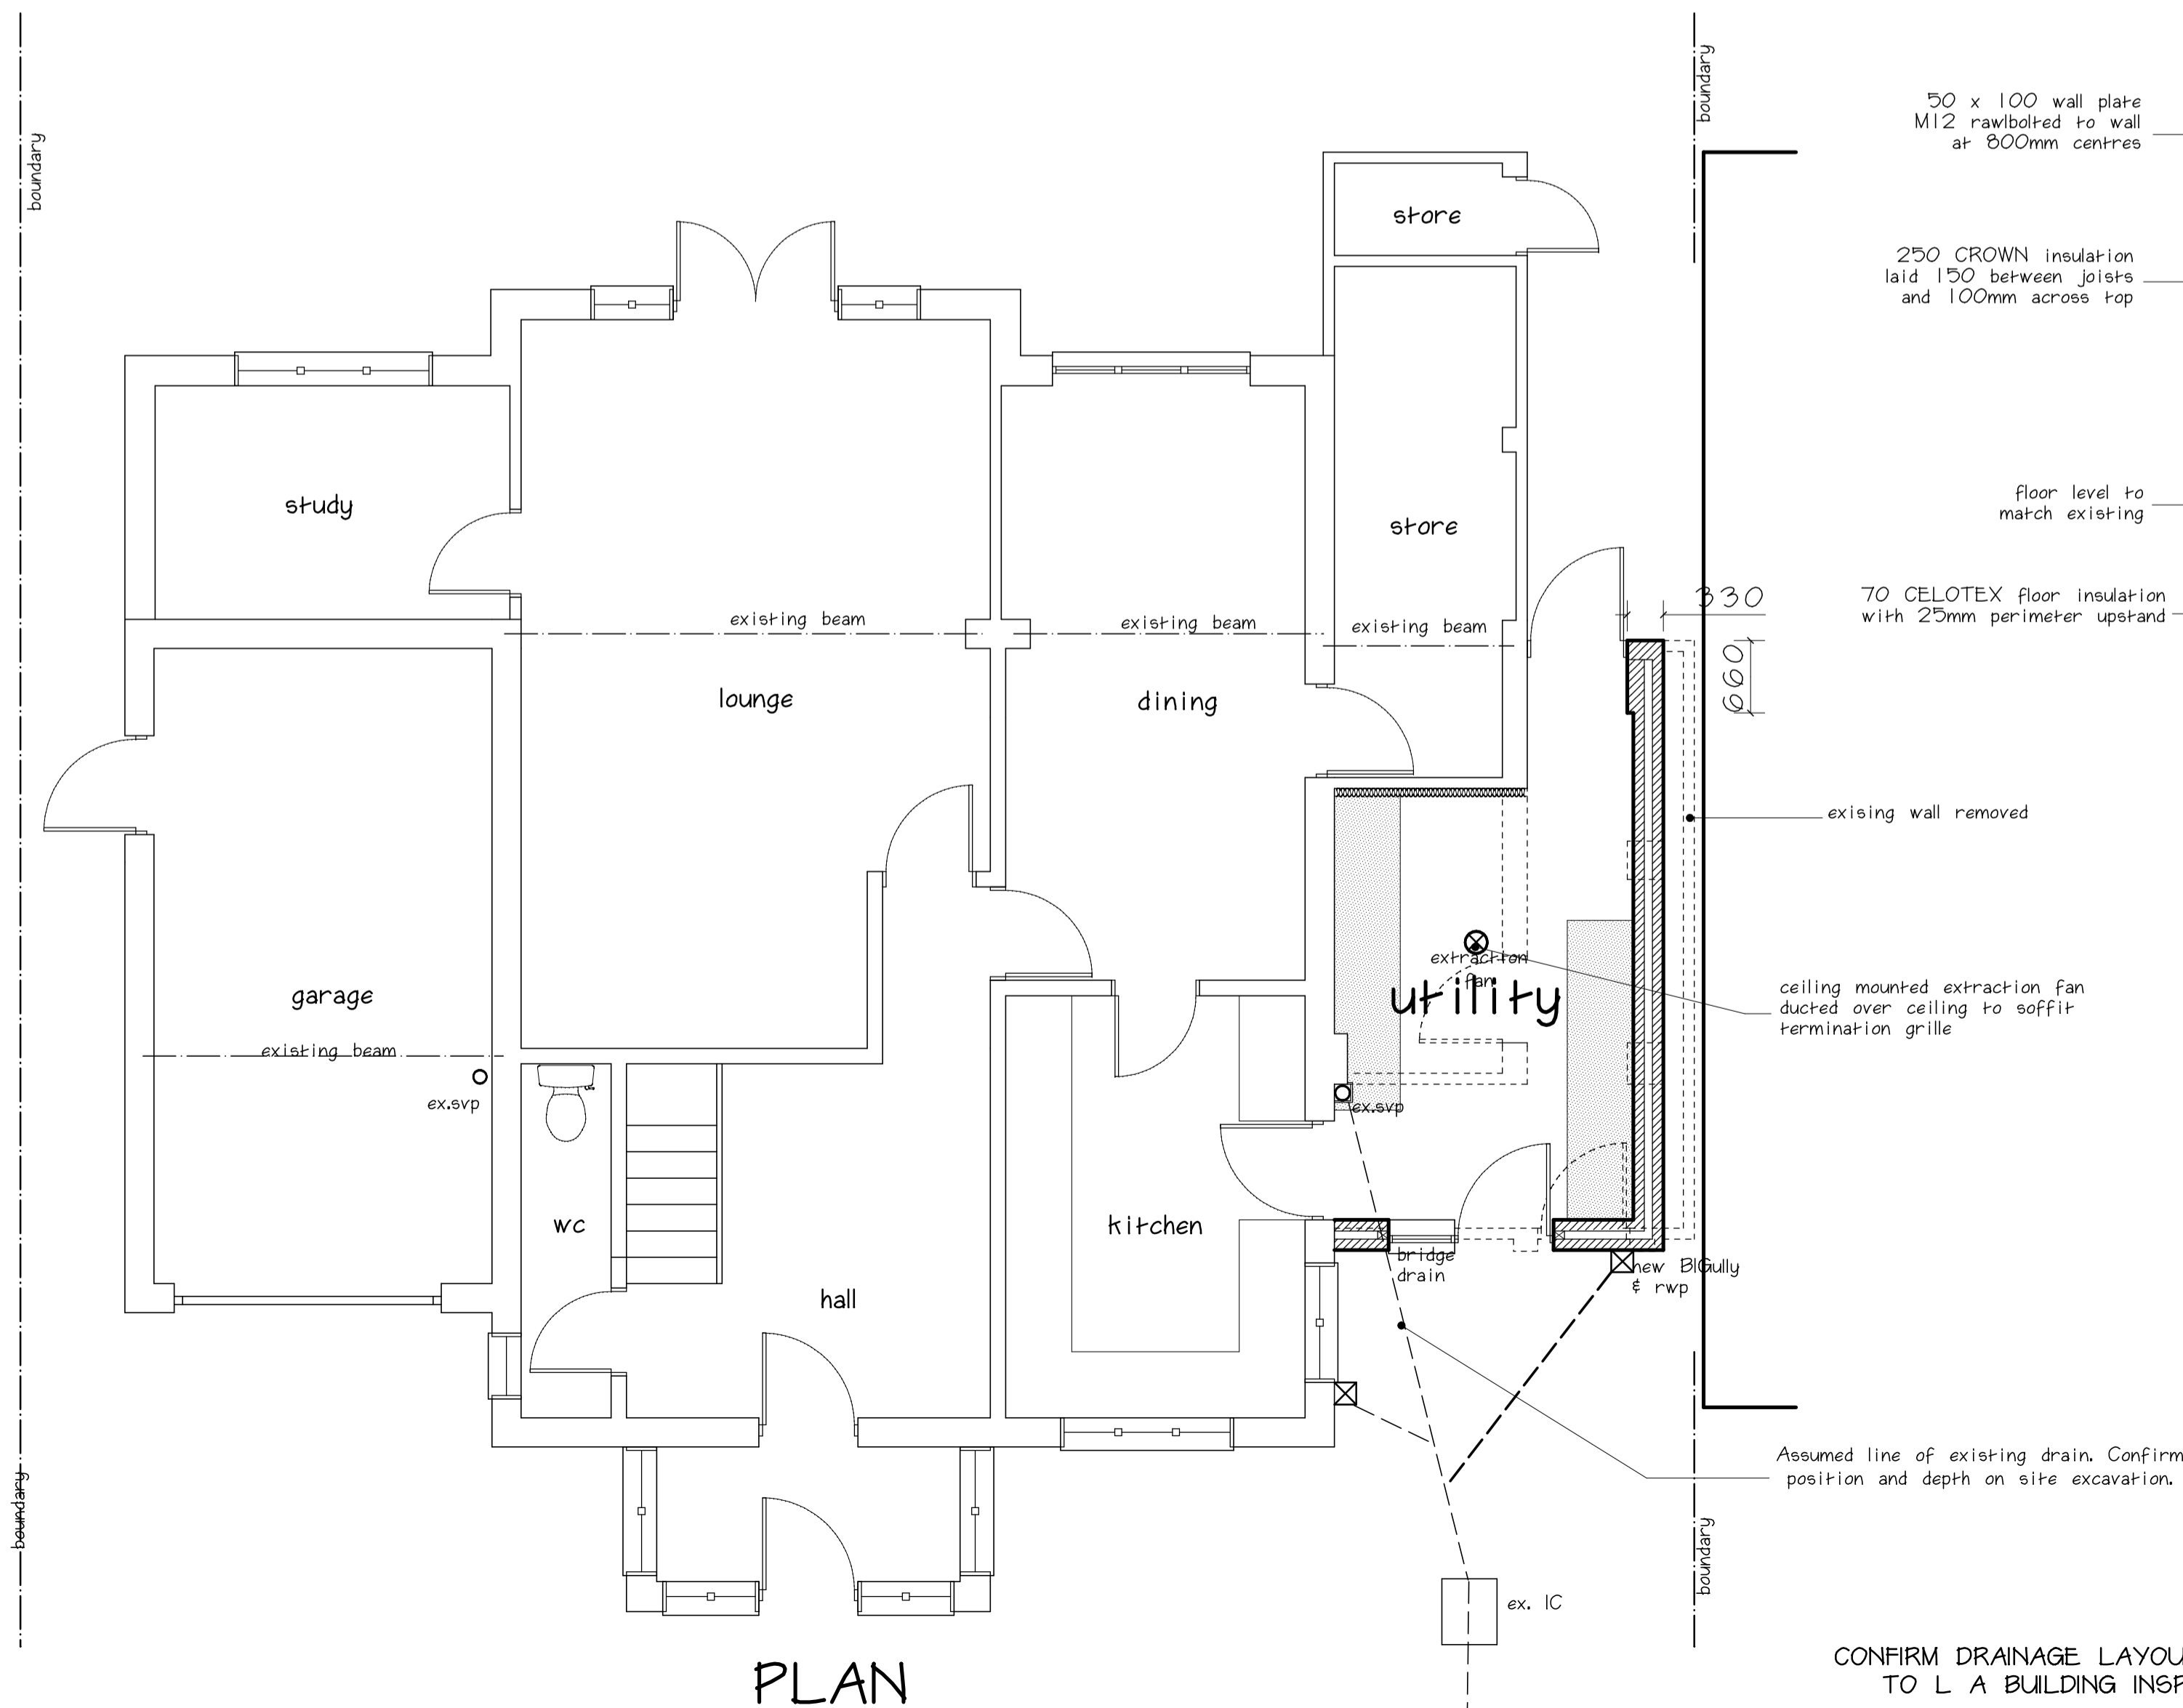 boundary
boundary
50 x 100 wall plate
M12 rawlbolted to wall
at 800mm centres
store
250 CROWN insulation
laid 150 between joists
and 100mm across top
study
store
floor level to
match existing
330
70 CELOTEX floor insulation
with 25mm perimeter upstand
existing beam
existing beam
existing beam
660
lounge
dining
exising wall removed
extraction
fan
utility
garage
ceiling mounted extraction fan
ducted over ceiling to soffit
termination grille
existing beam
ex.svp
ex.svp
wc
kitchen
bridge
drain
new BIGully
& rwp
hall
Assumed line of existing drain. Confirm
position and depth on site excavation.
boundary
boundary
ex. IC
CONFIRM DRAINAGE LAYOU
TO L A BUILDING INSP
PLAN